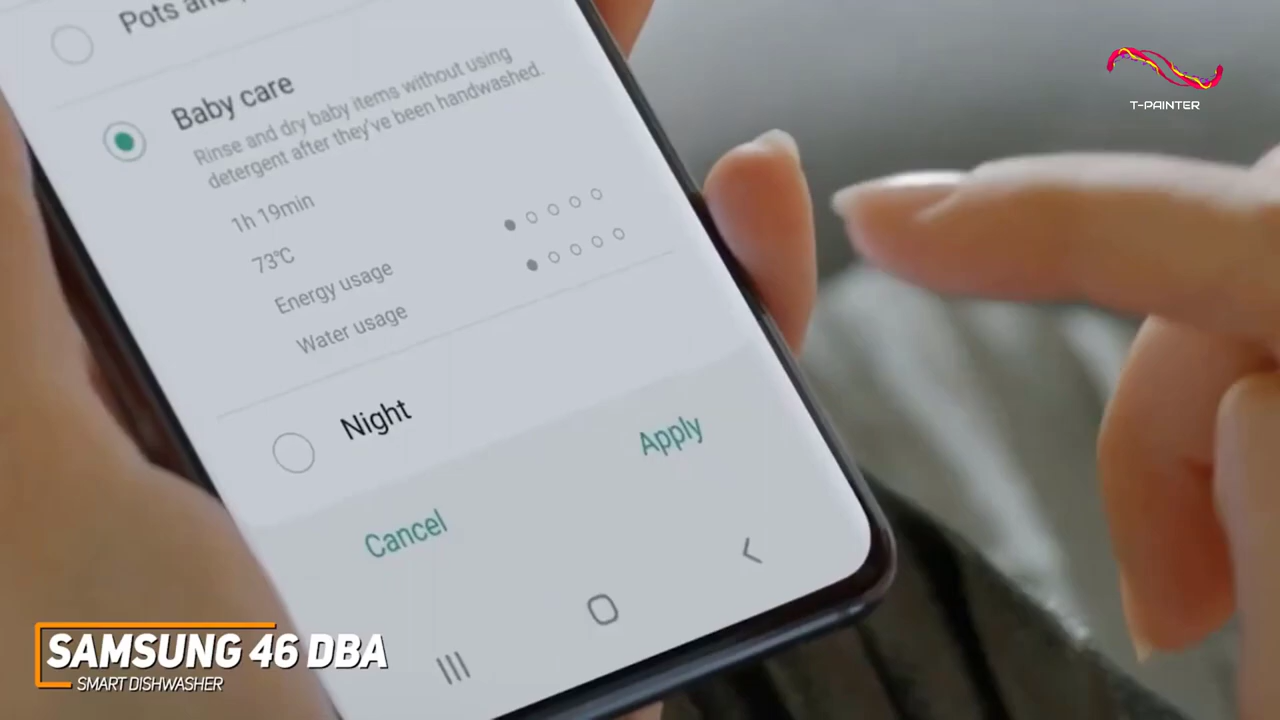 Pots and
Baby care
Rinse and dry baby items without using
detergent after they've been handwashed.
1h 19min
73°C
Energy usage
Water usage
Night
Cancel
Apply
T-PAINTER
SAMSUNG 46 DBA
SMART DISHWASHER